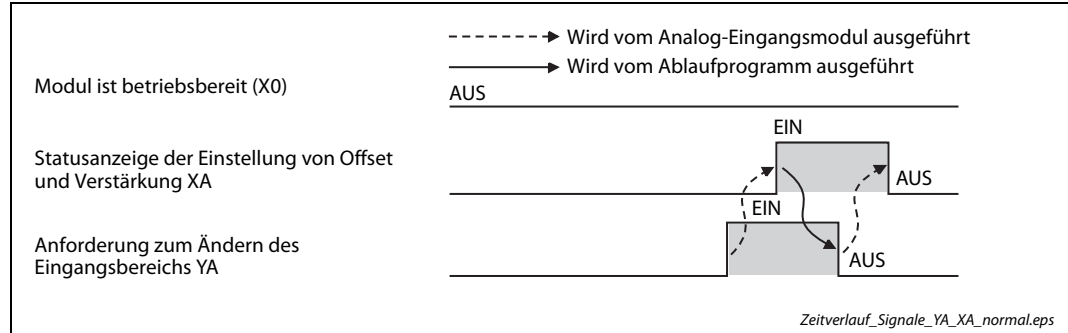 Wird vom Analog-Eingangsmodul ausgeführt
Wird vom Ablaufprogramm ausgeführt
Modul ist betriebsbereit (X0)
AUS
EIN
Statusanzeige der Einstellung von Offset
und Verstärkung XA
AUS
EIN
Anforderung zum Ändern des
Eingangsbereichs YA
AUS
Zeitverlauf_Signale_YA_XA_normal.eps